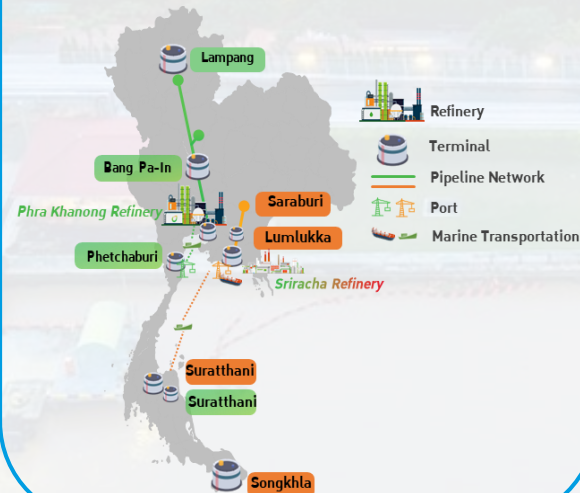 Lampang
Refinery
Terminal
Bang Pa-In
Pipeline Network
Saraburi
Port
Phra Khanong Refinery
Lumlukka
Marine Transportation
Phetchaburi
Sriracha Refinery
Suratthani
Suratthani
Songkhla